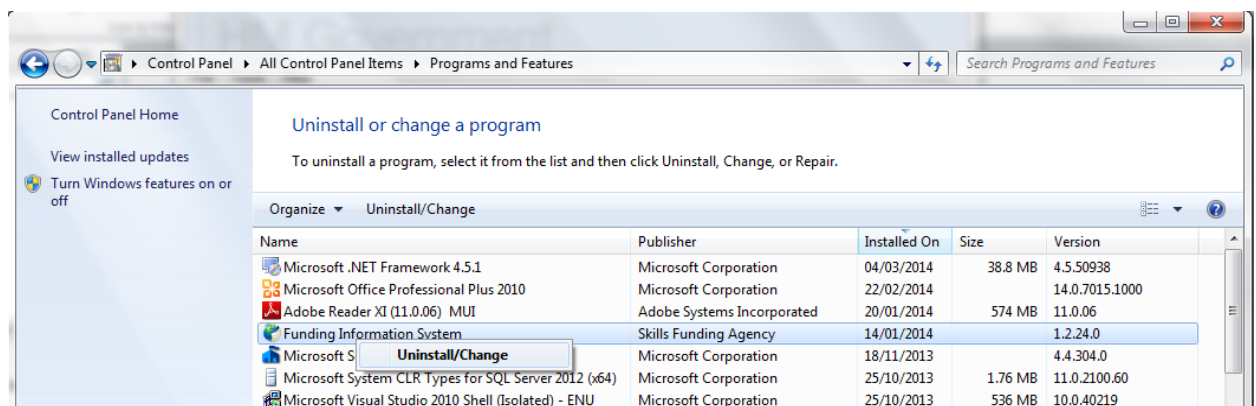 HM Government
Control Panel All Control Panel Items Programs and Features Search Programs and Features
Control Panel Home
View installed updates
Turn Windows features on or
off
Uninstall or change a program
To uninstall a program, select it from the list and then click Uninstall, Change, or Repair.
Organize Uninstall/Change
Name Publisher Installed On Size Version
Microsoft .NET Framework 4.5.1 Microsoft Corporation 04/03/2014 38.8 MB 4.5.50938
Microsoft Office Professional Plus 2010 Microsoft Corporation 22/02/2014 14.0.7015.1000
Adobe Reader XI (11.0.06) MUI Adobe Systems Incorporated 20/01/2014 574 MB 11.0.06
Funding Information System Skills Funding Agency 14/01/2014 1.2.24.0
Microsoft S Microsoft Corporation 18/11/2013 4.4.304.0
Uninstall/Change
Microsoft System CLR Types for SQL Server 2012 (x64) Microsoft Corporation 25/10/2013 1.76 MB 11.0.2100.60
Microsoft Visual Studio 2010 Shell (Isolated) - ENU Microsoft Corporation 25/10/2013 536 MB 10.0.40219